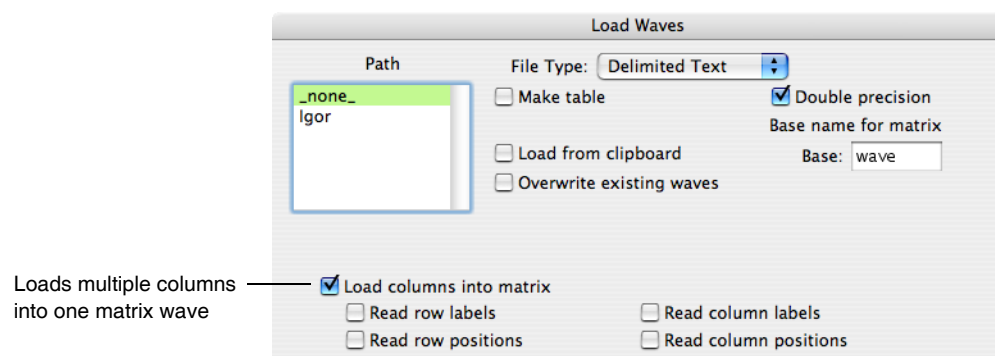 Load Waves
Path
File Type: Delimited Text
_none_
Igor
Make table
Double precision
Base name for matrix
Load from clipboard
Base: wave
Overwrite existing waves
Loads multiple columns
into one matrix wave
Load columns into matrix
Read row labels
Read column labels
Read row positions
Read column positions